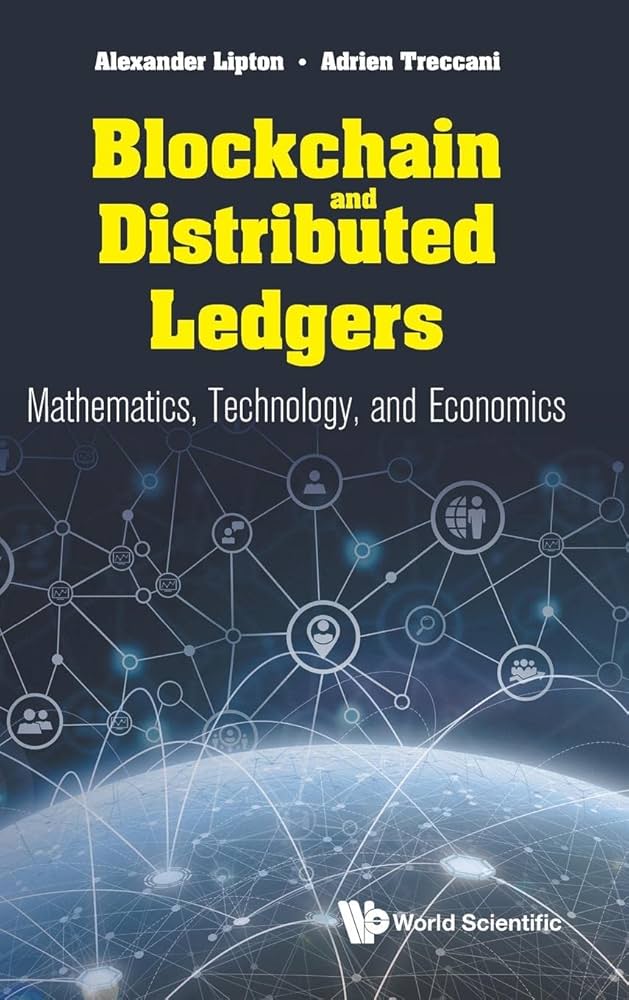 Alexander Lipton • Adrien Treccani
Blockchain
and
Distributed
Ledgers
Mathematics, Technology, and Economics
World Scientific